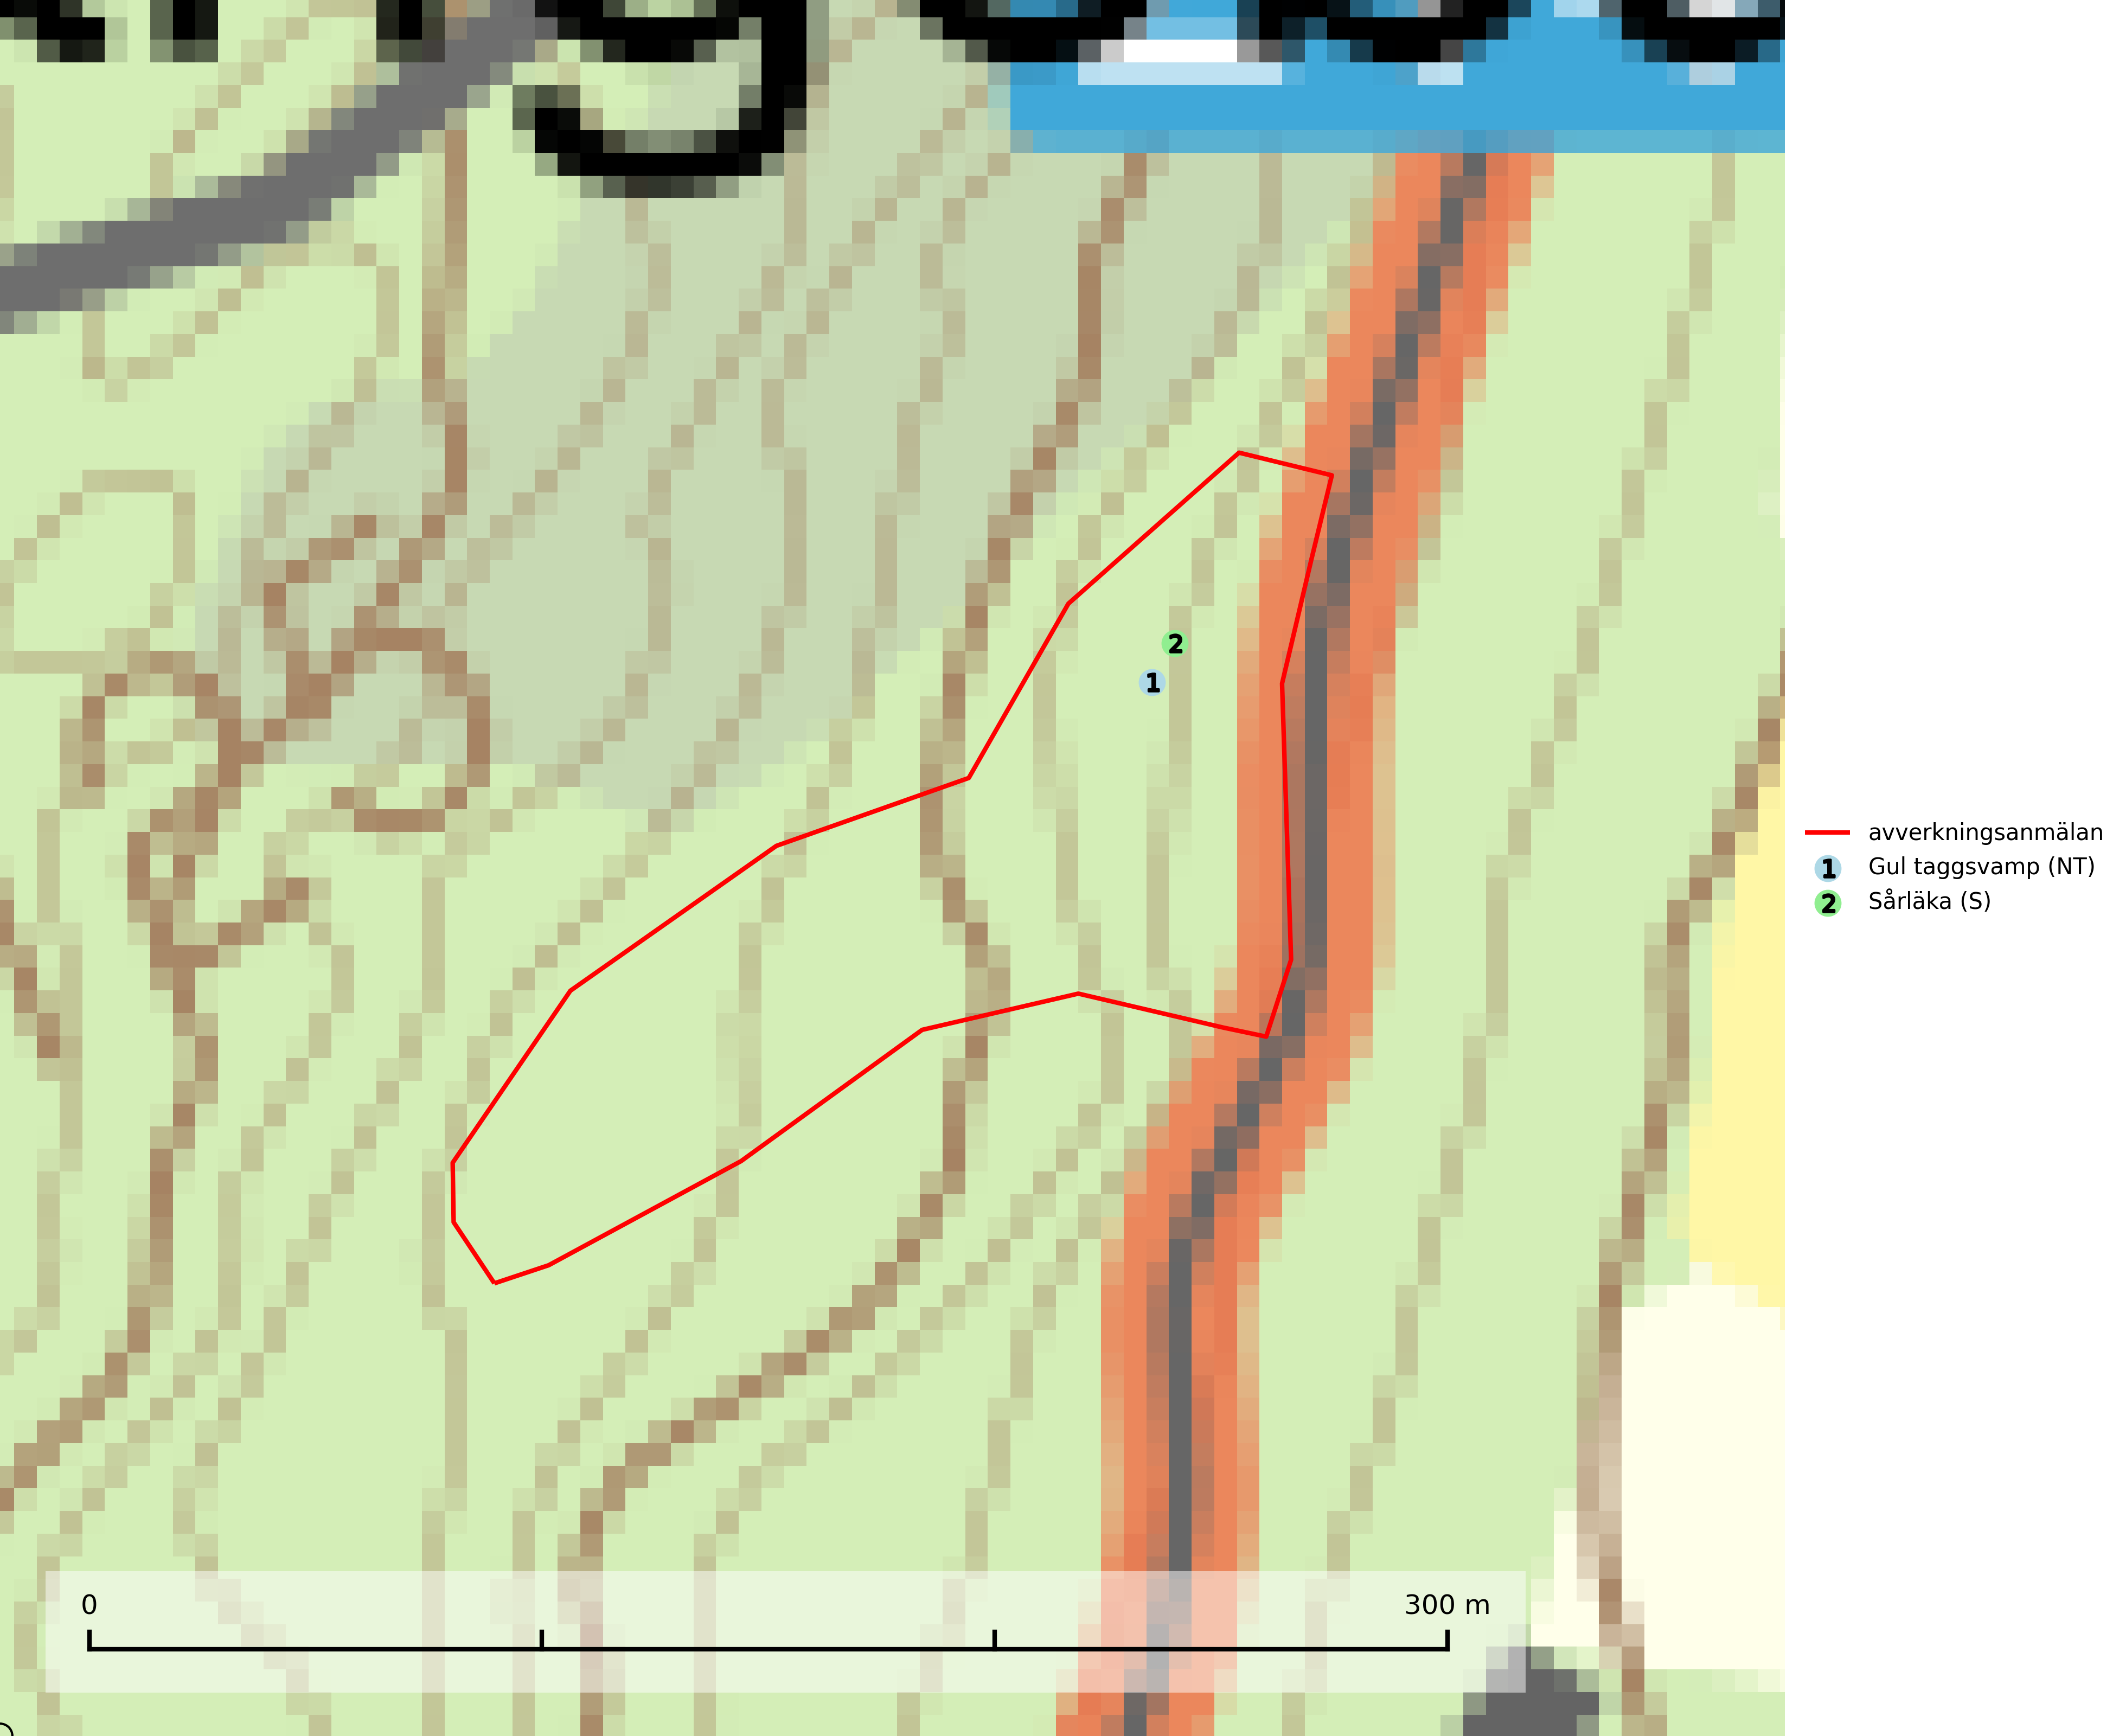 2
1
avverkningsanmälan
1 Gul taggsvamp (NT)
2 Sårläka (S)
0 300 m